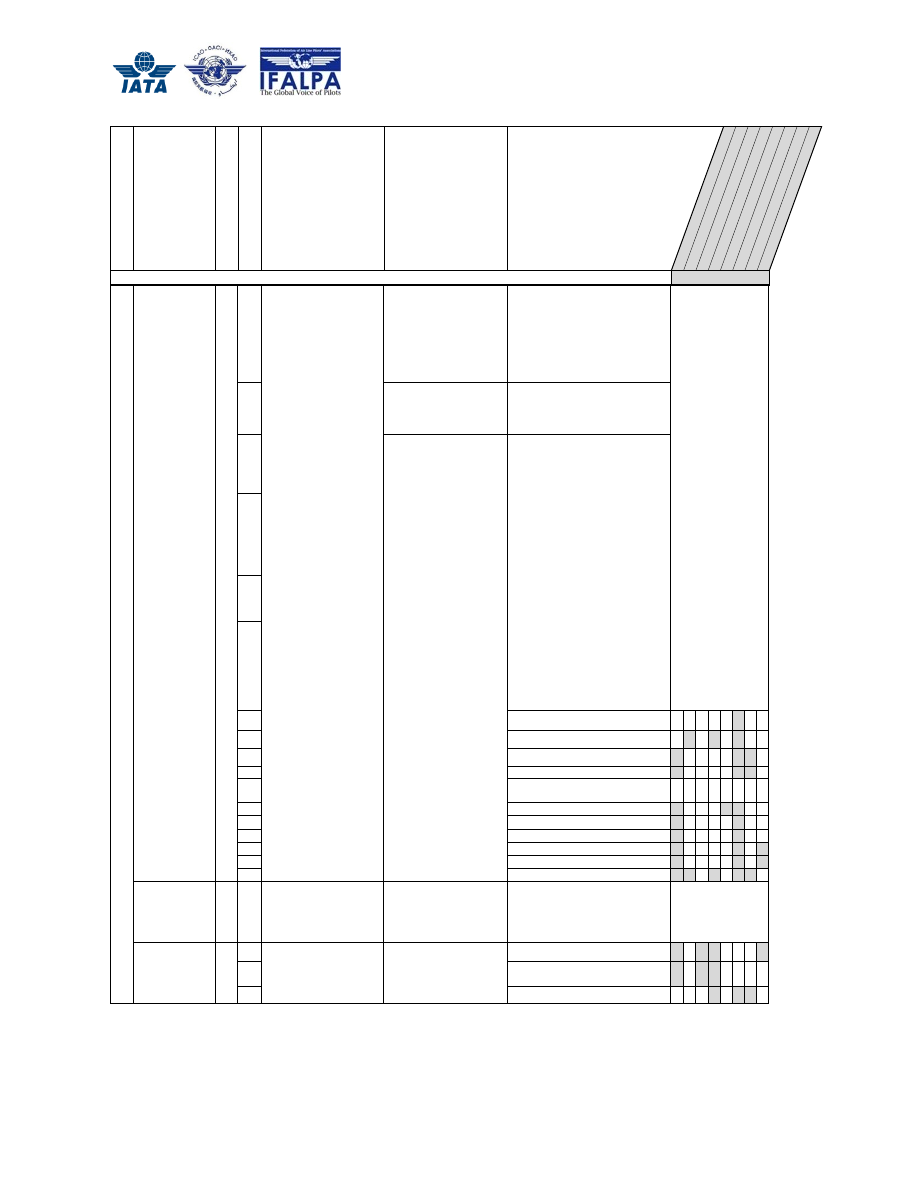 IATA
ICAO · OACI · ИКАО
International Federation of Air Line Pilots' Associations
IFALPA
The Global Voice of Pilots